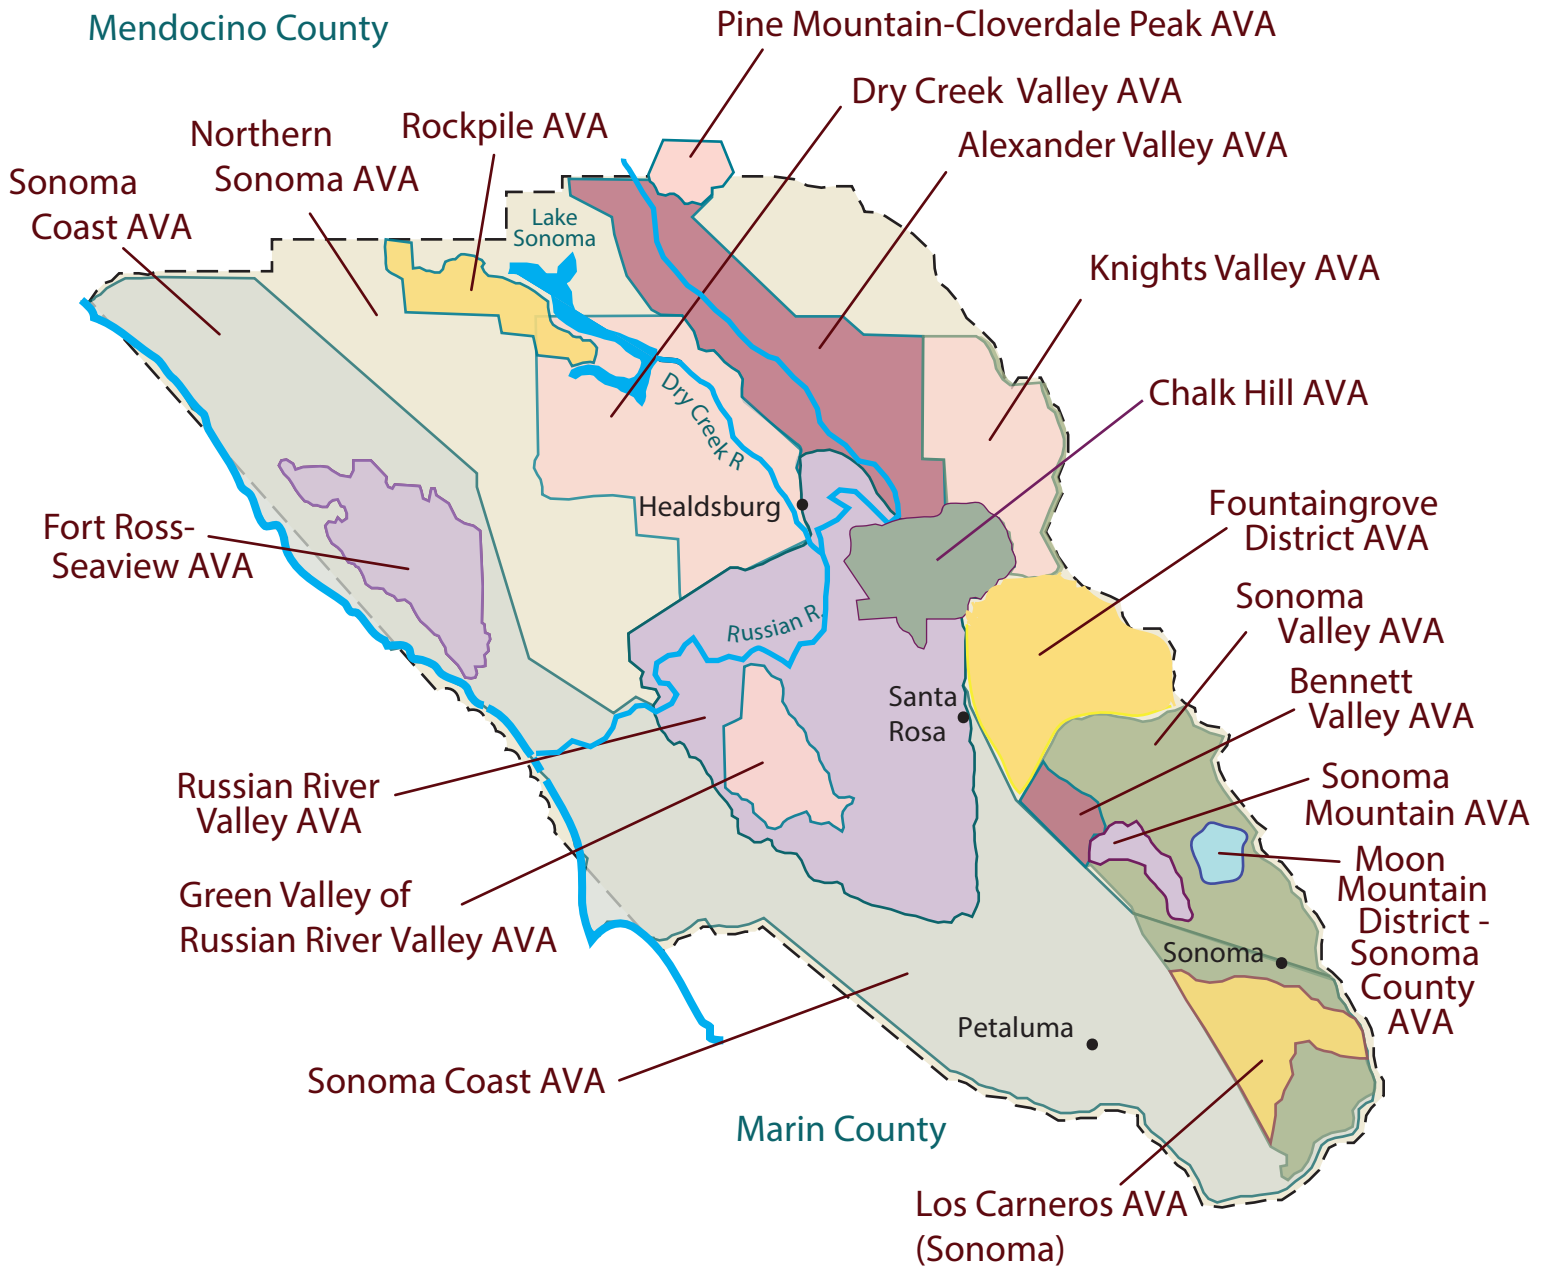 Mendocino County
Pine Mountain-Cloverdale Peak AVA
Dry Creek Valley AVA
Rockpile AVA
Northern
Sonoma AVA
Alexander Valley AVA
Sonoma
Coast AVA
Lake
Sonoma
Knights Valley AVA
Dry Creek R
Chalk Hill AVA
Healdsburg
Fountaingrove
District AVA
Fort Ross-
Seaview AVA
Sonoma
Valley AVA
Russian R.
Bennett
Valley AVA
Santa
Rosa
Sonoma
Mountain AVA
Russian River
Valley AVA
Moon
Mountain
District -
Sonoma
County
AVA
Green Valley of
Russian River Valley AVA
Sonoma
Petaluma
Sonoma Coast AVA
Marin County
Los Carneros AVA
(Sonoma)